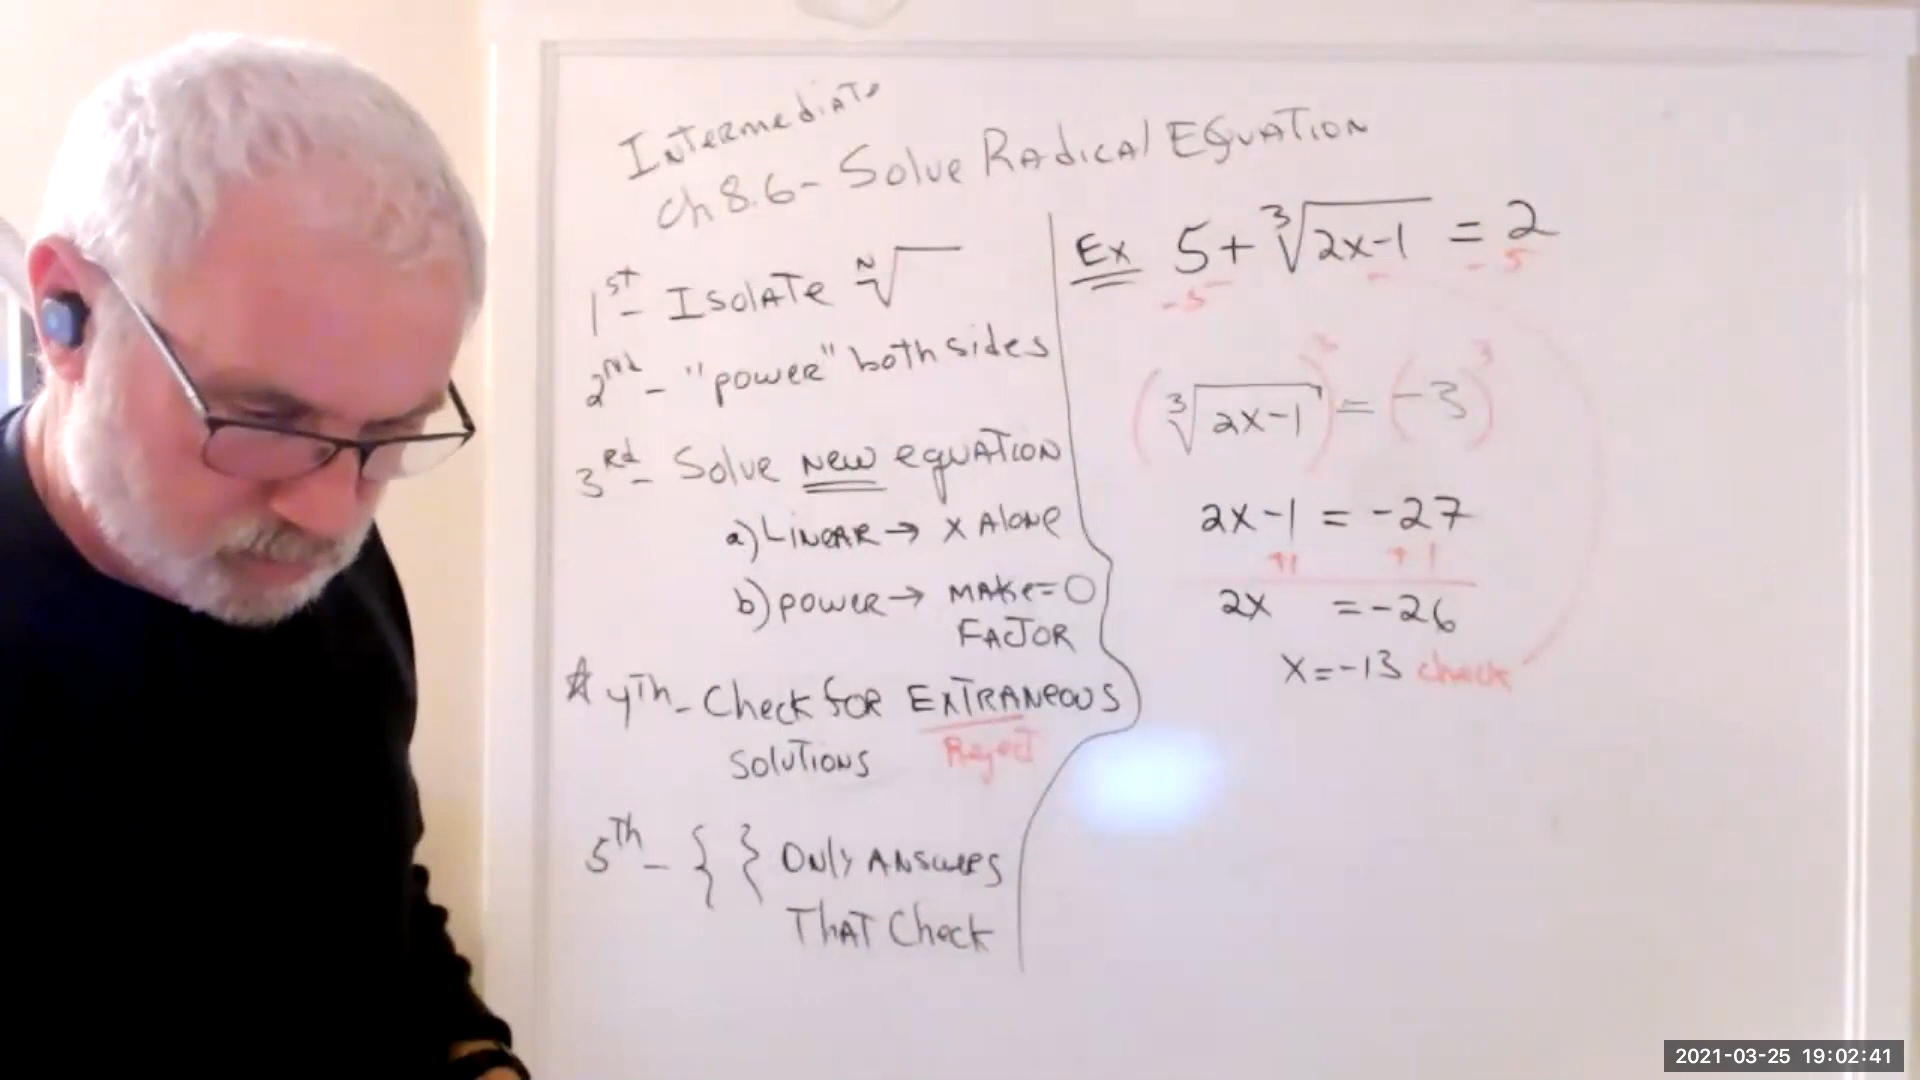 Intermediate
Ch 8.6 - Solve Radical Equation
1st - Isolate ᴺ√
2nd - "power" both sides
3rd - Solve NEW equation
a) Linear → x Alone
b) power → Make = 0
Factor
☆ 4th - Check for Extraneous
Solutions Reject
5th - { } Only Answers
That Check
Ex 5 + ∛(2x-1) = 2
-5 - - 5
(∛(2x-1))³ = (-3)³
2x-1 = -27
+1 +1
2x = -26
x = -13 check
2021-03-25 19:02:41